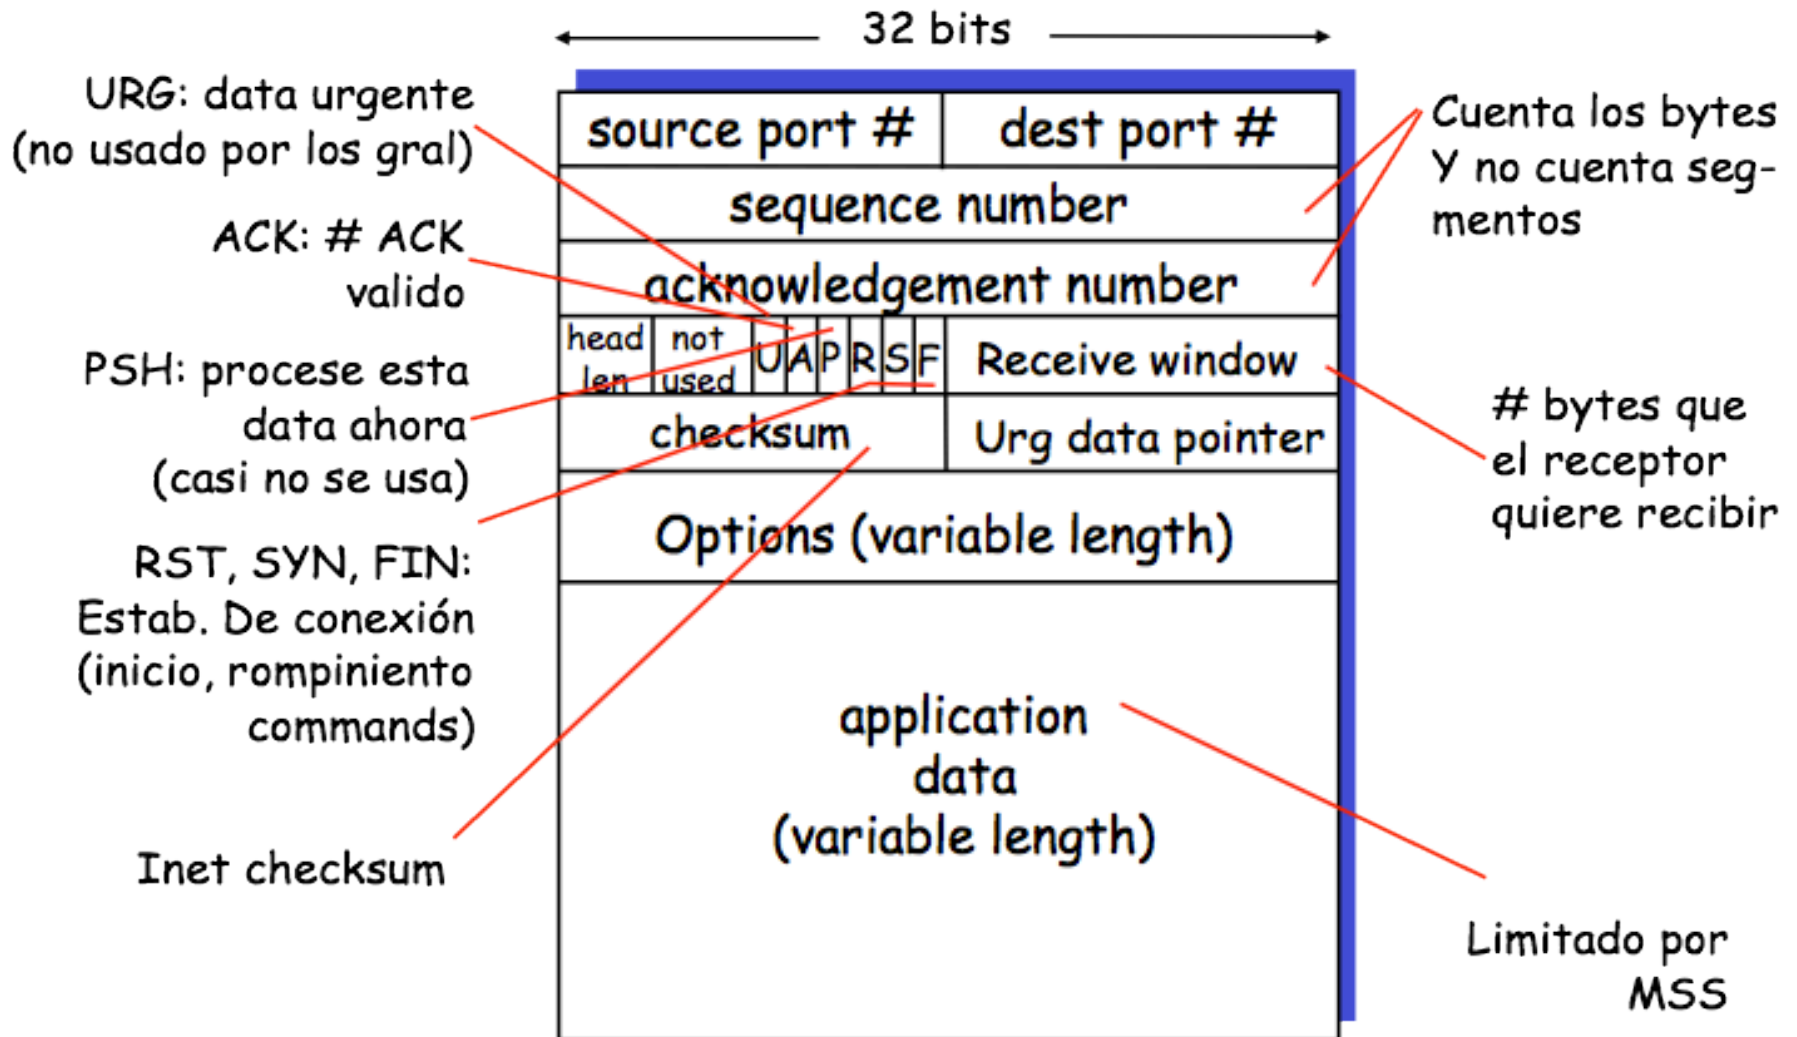 32 bits
URG: data urgente
(no usado por los gral)
ACK: # ACK
valido
PSH: procese esta
data ahora
(casi no se usa)
RST, SYN, FIN:
Estab. De conexión
(inicio, rompiniento
commands)
Inet checksum
source port #
dest port #
sequence number
acknowledgement number
head
len
not
used
U
A
P
R
S
F
Receive window
checksum
Urg data pointer
Options (variable length)
application
data
(variable length)
Cuenta los bytes
Y no cuenta seg-
mentos
# bytes que
el receptor
quiere recibir
Limitado por
MSS